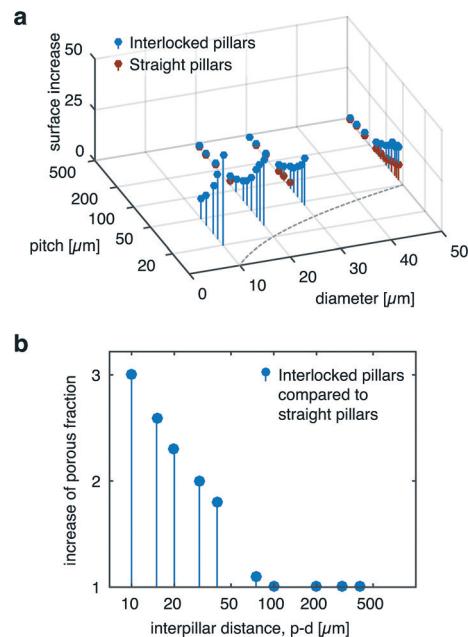 a
50
Interlocked pillars
Straight pillars
25
surface increase
0
500
200
100
50
20
pitch [µm]
0
10
20
30
40
50
diameter [µm]
b
3
Interlocked pillars
compared to
straight pillars
2
increase of porous fraction
1
10
20
50
100
200
500
interpillar distance, p-d [µm]